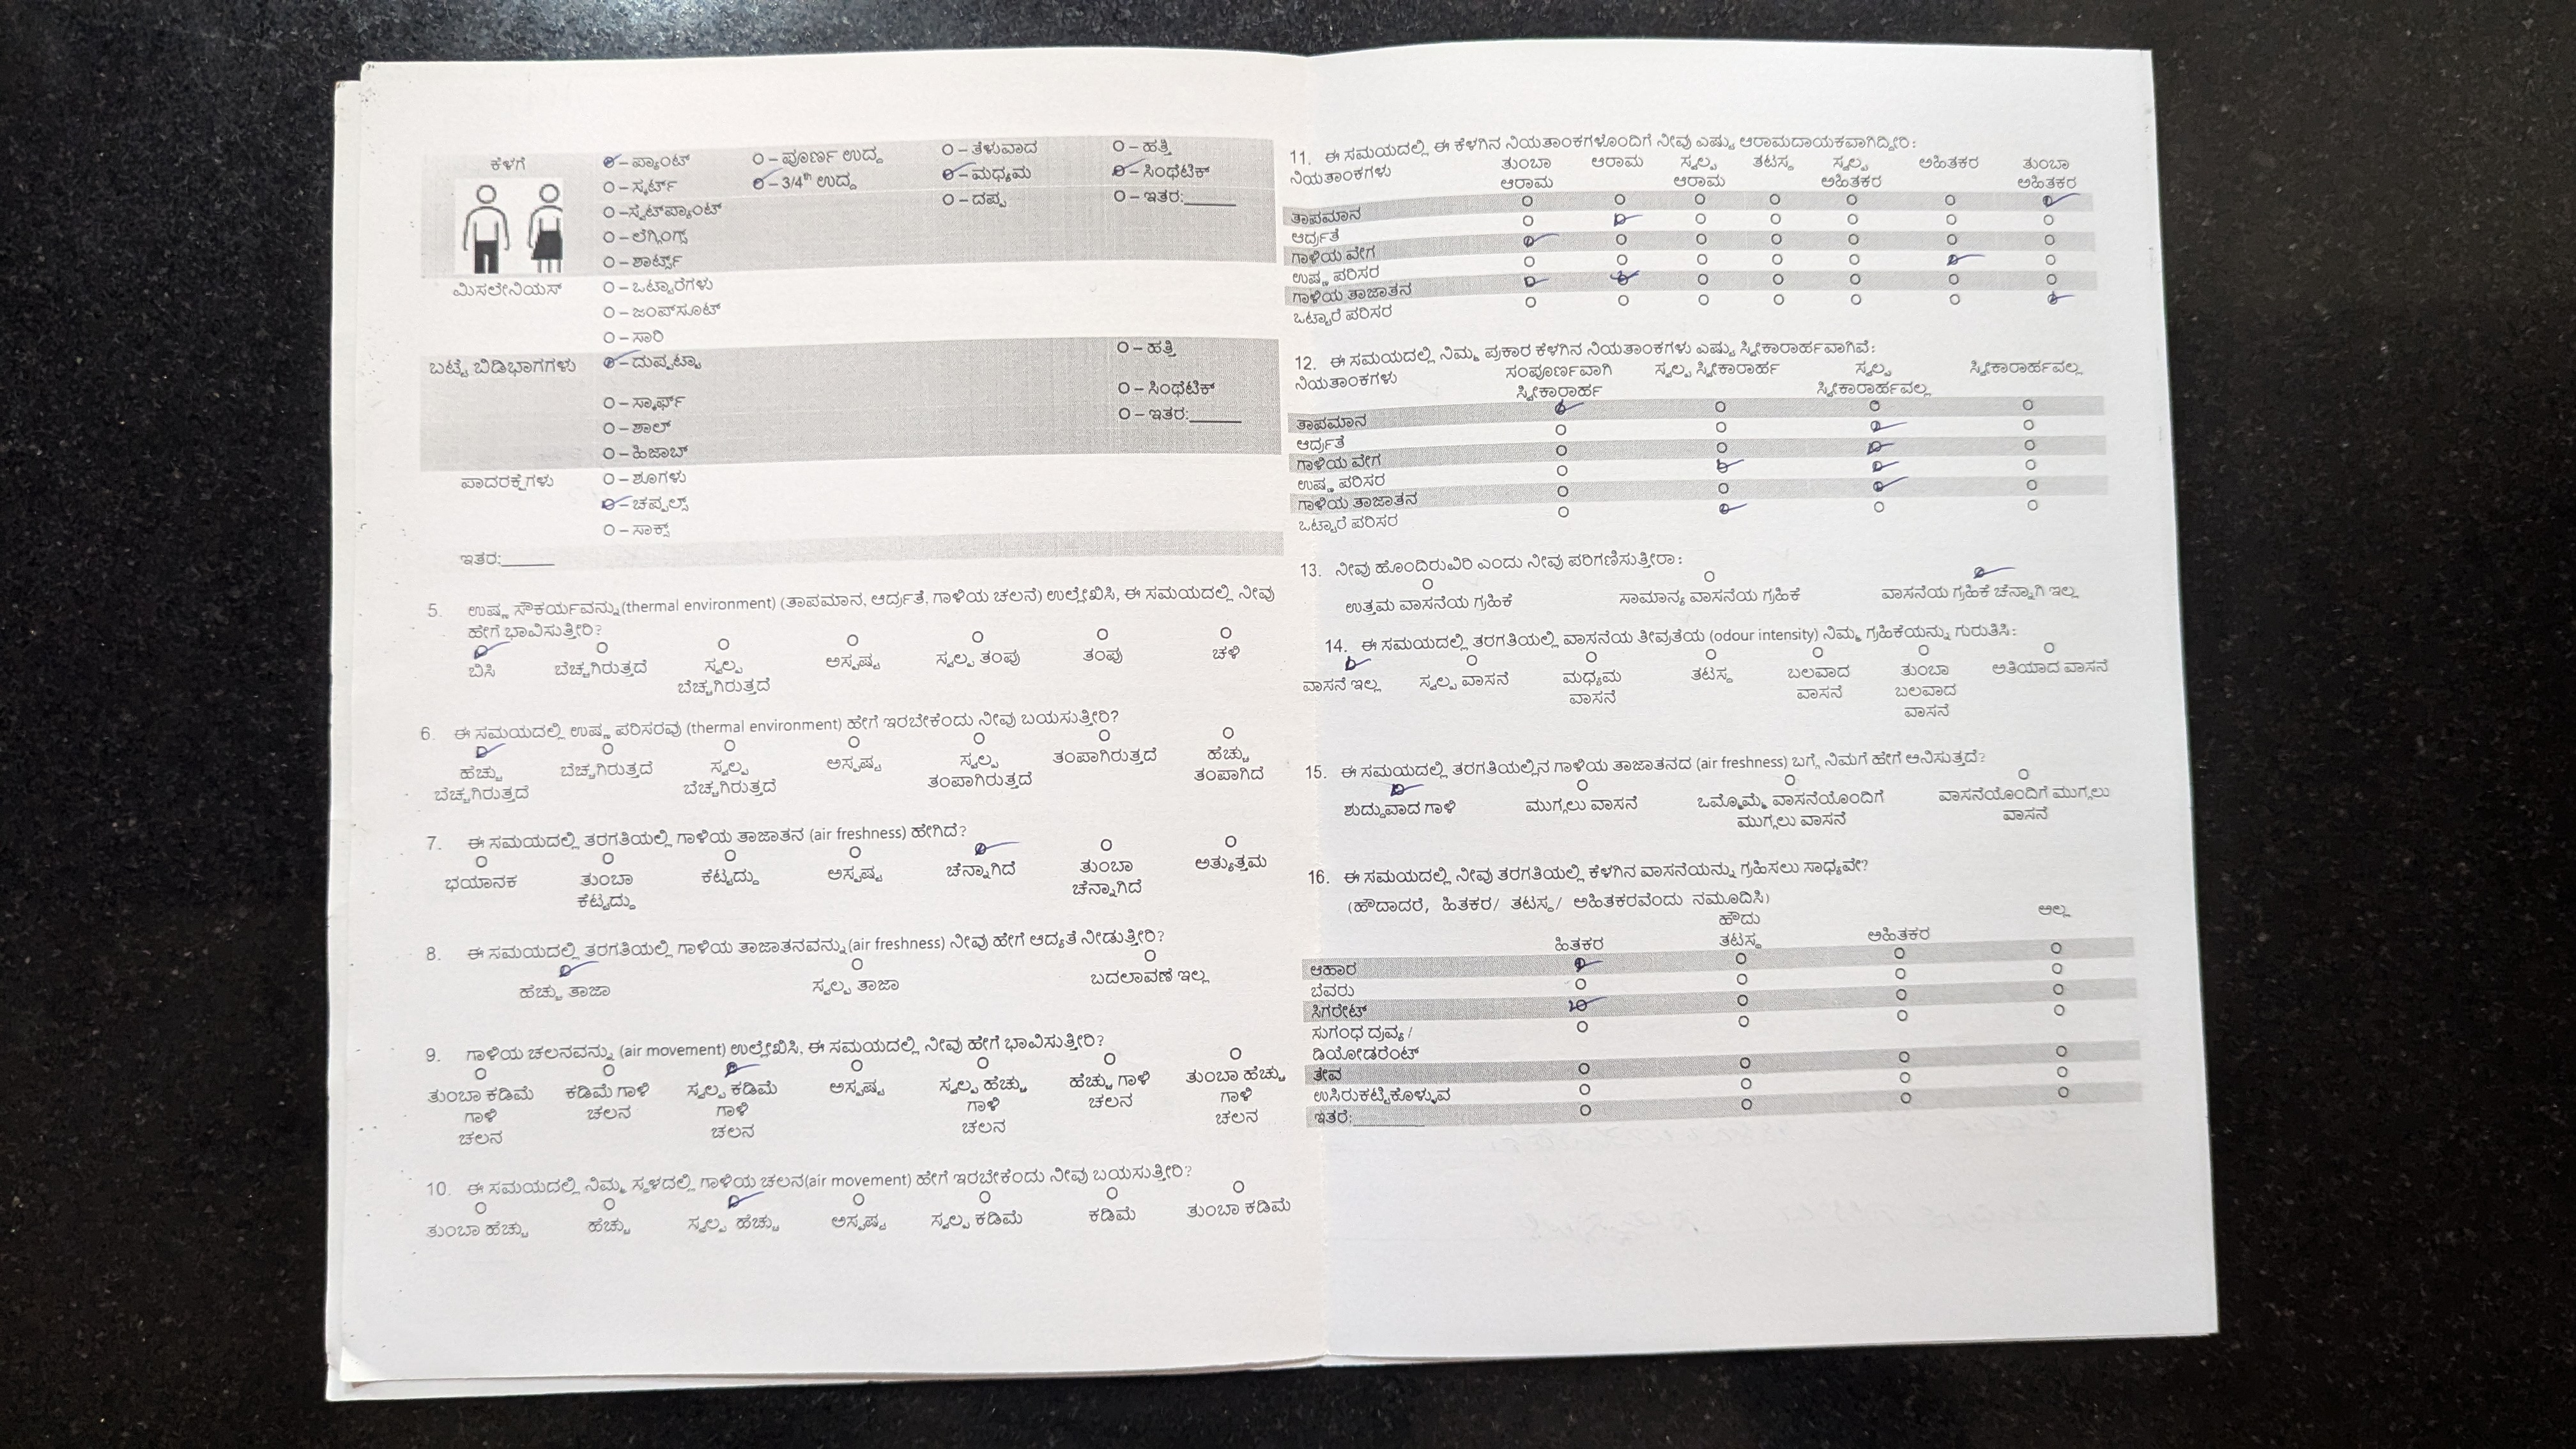 ಕೆಳಗೆ
O – ಪ್ಯಾಂಟ್ O – ಪೂರ್ಣ ಉದ್ದ O – ತೆಳುವಾದ O – ಹತ್ತಿ
O – ಸ್ಕರ್ಟ್ O – 3/4th ಉದ್ದ O – ಮಧ್ಯಮ O – ಸಿಂಥೆಟಿಕ್
O –ಸ್ವೆಟ್‌ಪ್ಯಾಂಟ್ O – ದಪ್ಪ O – ಇತರ:______
O – ಲೆಗ್ಗಿಂಗ್ಸ್
O – ಶಾರ್ಟ್ಸ್
ಮಿಸಲೇನಿಯಸ್ O – ಒಟ್ಟಾರೆಗಳು
O – ಜಂಪ್‌ಸೂಟ್
O – ಸಾರಿ
ಬಟ್ಟೆ ಬಿಡಿಭಾಗಗಳು O – ದುಪ್ಪಟ್ಟಾ O – ಹತ್ತಿ
O – ಸ್ಕಾರ್ಫ್ O – ಸಿಂಥೆಟಿಕ್
O – ಶಾಲ್ O – ಇತರ:______
O – ಹಿಜಾಬ್
ಪಾದರಕ್ಷೆಗಳು O – ಶೂಗಳು
O – ಚಪ್ಪಲ್ಸ್
O – ಸಾಕ್ಸ್
ಇತರ:______
5. ಉಷ್ಣ ಸೌಕರ್ಯವನ್ನು(thermal environment) (ತಾಪಮಾನ, ಆರ್ದ್ರತೆ, ಗಾಳಿಯ ಚಲನೆ) ಉಲ್ಲೇಖಿಸಿ, ಈ ಸಮಯದಲ್ಲಿ ನೀವು
ಹೇಗೆ ಭಾವಿಸುತ್ತೀರಿ?
ಬಿಸಿ ಬೆಚ್ಚಗಿರುತ್ತದೆ ಸ್ವಲ್ಪ ಅಸ್ಪಷ್ಟ ಸ್ವಲ್ಪ ತಂಪು ತಂಪು ಚಳಿ
ಬೆಚ್ಚಗಿರುತ್ತದೆ
6. ಈ ಸಮಯದಲ್ಲಿ ಉಷ್ಣ ಪರಿಸರವು (thermal environment) ಹೇಗೆ ಇರಬೇಕೆಂದು ನೀವು ಬಯಸುತ್ತೀರಿ?
ಹೆಚ್ಚು ಬೆಚ್ಚಗಿರುತ್ತದೆ ಸ್ವಲ್ಪ ಅಸ್ಪಷ್ಟ ಸ್ವಲ್ಪ ತಂಪಾಗಿರುತ್ತದೆ ಹೆಚ್ಚು
ಬೆಚ್ಚಗಿರುತ್ತದೆ ಬೆಚ್ಚಗಿರುತ್ತದೆ ತಂಪಾಗಿರುತ್ತದೆ ತಂಪಾಗಿದೆ
7. ಈ ಸಮಯದಲ್ಲಿ ತರಗತಿಯಲ್ಲಿ ಗಾಳಿಯ ತಾಜಾತನ (air freshness) ಹೇಗಿದೆ?
ಭಯಾನಕ ತುಂಬಾ ಕೆಟ್ಟದ್ದು ಅಸ್ಪಷ್ಟ ಚೆನ್ನಾಗಿದೆ ತುಂಬಾ ಅತ್ಯುತ್ತಮ
ಕೆಟ್ಟದ್ದು ಚೆನ್ನಾಗಿದೆ
8. ಈ ಸಮಯದಲ್ಲಿ ತರಗತಿಯಲ್ಲಿ ಗಾಳಿಯ ತಾಜಾತನವನ್ನು(air freshness) ನೀವು ಹೇಗೆ ಆದ್ಯತೆ ನೀಡುತ್ತೀರಿ?
ಹೆಚ್ಚು ತಾಜಾ ಸ್ವಲ್ಪ ತಾಜಾ ಬದಲಾವಣೆ ಇಲ್ಲ
9. ಗಾಳಿಯ ಚಲನವನ್ನು (air movement) ಉಲ್ಲೇಖಿಸಿ, ಈ ಸಮಯದಲ್ಲಿ ನೀವು ಹೇಗೆ ಭಾವಿಸುತ್ತೀರಿ?
ತುಂಬಾ ಕಡಿಮೆ ಕಡಿಮೆ ಗಾಳಿ ಸ್ವಲ್ಪ ಕಡಿಮೆ ಅಸ್ಪಷ್ಟ ಸ್ವಲ್ಪ ಹೆಚ್ಚು ಹೆಚ್ಚು ಗಾಳಿ ತುಂಬಾ ಹೆಚ್ಚು
ಗಾಳಿ ಚಲನ ಗಾಳಿ ಗಾಳಿ ಚಲನ ಗಾಳಿ
ಚಲನ ಚಲನ ಚಲನ ಚಲನ
10. ಈ ಸಮಯದಲ್ಲಿ ನಿಮ್ಮ ಸ್ಥಳದಲ್ಲಿ ಗಾಳಿಯ ಚಲನ(air movement) ಹೇಗೆ ಇರಬೇಕೆಂದು ನೀವು ಬಯಸುತ್ತೀರಿ?
ತುಂಬಾ ಹೆಚ್ಚು ಹೆಚ್ಚು ಸ್ವಲ್ಪ ಹೆಚ್ಚು ಅಸ್ಪಷ್ಟ ಸ್ವಲ್ಪ ಕಡಿಮೆ ಕಡಿಮೆ ತುಂಬಾ ಕಡಿಮೆ
11. ಈ ಸಮಯದಲ್ಲಿ ಈ ಕೆಳಗಿನ ನಿಯತಾಂಕಗಳೊಂದಿಗೆ ನೀವು ಎಷ್ಟು ಆರಾಮದಾಯಕವಾಗಿದ್ದೀರಿ:
ನಿಯತಾಂಕಗಳು ತುಂಬಾ ಆರಾಮ ಸ್ವಲ್ಪ ತಟಸ್ಥ ಸ್ವಲ್ಪ ಅಹಿತಕರ ತುಂಬಾ
ಆರಾಮ ಆರಾಮ ಅಹಿತಕರ ಅಹಿತಕರ
ತಾಪಮಾನ
ಆರ್ದ್ರತೆ
ಗಾಳಿಯ ವೇಗ
ಉಷ್ಣ ಪರಿಸರ
ಗಾಳಿಯ ತಾಜಾತನ
ಒಟ್ಟಾರೆ ಪರಿಸರ
12. ಈ ಸಮಯದಲ್ಲಿ ನಿಮ್ಮ ಪ್ರಕಾರ ಕೆಳಗಿನ ನಿಯತಾಂಕಗಳು ಎಷ್ಟು ಸ್ವೀಕಾರಾರ್ಹವಾಗಿವೆ:
ನಿಯತಾಂಕಗಳು ಸಂಪೂರ್ಣವಾಗಿ ಸ್ವಲ್ಪ ಸ್ವೀಕಾರಾರ್ಹ ಸ್ವಲ್ಪ ಸ್ವೀಕಾರಾರ್ಹವಲ್ಲ
ಸ್ವೀಕಾರಾರ್ಹ ಸ್ವೀಕಾರಾರ್ಹವಲ್ಲ
ತಾಪಮಾನ
ಆರ್ದ್ರತೆ
ಗಾಳಿಯ ವೇಗ
ಉಷ್ಣ ಪರಿಸರ
ಗಾಳಿಯ ತಾಜಾತನ
ಒಟ್ಟಾರೆ ಪರಿಸರ
13. ನೀವು ಹೊಂದಿರುವಿರಿ ಎಂದು ನೀವು ಪರಿಗಣಿಸುತ್ತೀರಾ:
ಉತ್ತಮ ವಾಸನೆಯ ಗ್ರಹಿಕೆ ಸಾಮಾನ್ಯ ವಾಸನೆಯ ಗ್ರಹಿಕೆ ವಾಸನೆಯ ಗ್ರಹಿಕೆ ಚೆನ್ನಾಗಿ ಇಲ್ಲ
14. ಈ ಸಮಯದಲ್ಲಿ ತರಗತಿಯಲ್ಲಿ ವಾಸನೆಯ ತೀವ್ರತೆಯ (odour intensity) ನಿಮ್ಮ ಗ್ರಹಿಕೆಯನ್ನು ಗುರುತಿಸಿ:
ವಾಸನೆ ಇಲ್ಲ ಸ್ವಲ್ಪ ವಾಸನೆ ಮಧ್ಯಮ ತಟಸ್ಥ ಬಲವಾದ ತುಂಬಾ ಅತಿಯಾದ ವಾಸನೆ
ವಾಸನೆ ವಾಸನೆ ಬಲವಾದ
ವಾಸನೆ
15. ಈ ಸಮಯದಲ್ಲಿ ತರಗತಿಯಲ್ಲಿನ ಗಾಳಿಯ ತಾಜಾತನದ (air freshness) ಬಗ್ಗೆ ನಿಮಗೆ ಹೇಗೆ ಅನಿಸುತ್ತದೆ?
ಶುದ್ಧುವಾದ ಗಾಳಿ ಮುಗ್ಗಲು ವಾಸನೆ ಒಮ್ಮೊಮ್ಮೆ ವಾಸನೆಯೊಂದಿಗೆ ವಾಸನೆಯೊಂದಿಗೆ ಮುಗ್ಗಲು
ಮುಗ್ಗಲು ವಾಸನೆ ವಾಸನೆ
16. ಈ ಸಮಯದಲ್ಲಿ ನೀವು ತರಗತಿಯಲ್ಲಿ ಕೆಳಗಿನ ವಾಸನೆಯನ್ನು ಗ್ರಹಿಸಲು ಸಾಧ್ಯವೇ?
(ಹೌದಾದರೆ, ಹಿತಕರ/ ತಟಸ್ಥ/ ಅಹಿತಕರವೆಂದು ನಮೂದಿಸಿ)
ಹೌದು ಅಲ್ಲ
ಹಿತಕರ ತಟಸ್ಥ ಅಹಿತಕರ
ಆಹಾರ
ಬೆವರು
ಸಿಗರೇಟ್
ಸುಗಂಧ ದ್ರವ್ಯ /
ಡಿಯೋಡರೆಂಟ್
ತೇವ
ಉಸಿರುಕಟ್ಟಿಕೊಳ್ಳುವ
ಇತರೆ:________